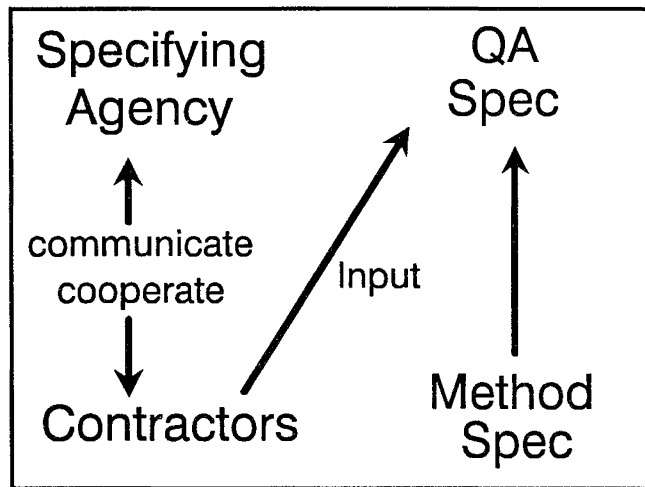 Specifying
Agency
QA
Spec
communicate
cooperate
Input
Contractors
Method
Spec